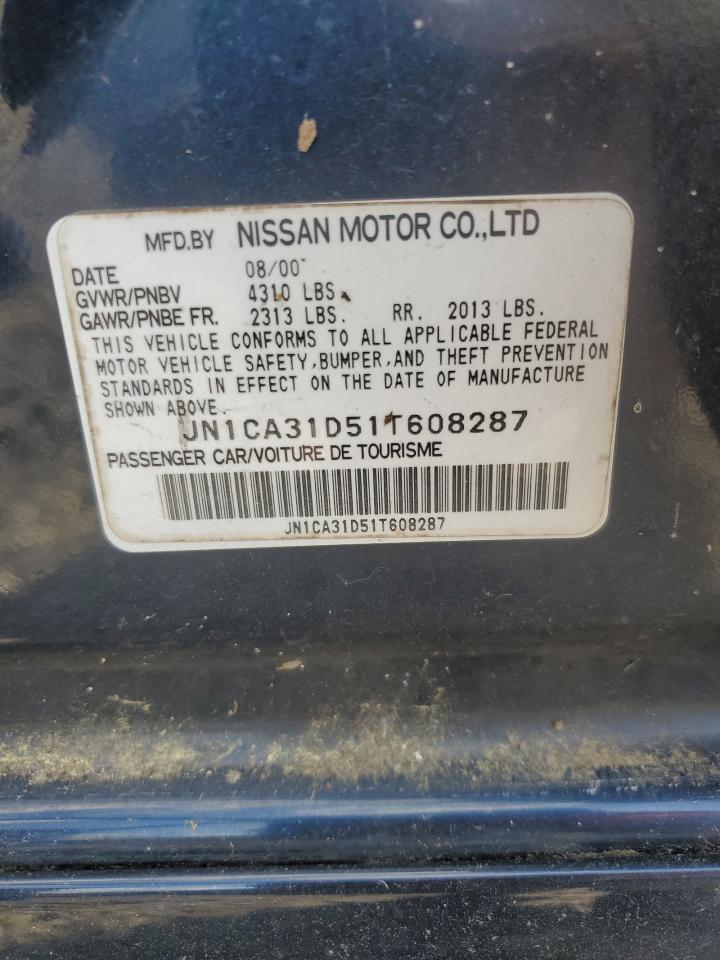 MFD.BY NISSAN MOTOR CO.,LTD
DATE 08/00
GVWR/PNBV 4310 LBS.
GAWR/PNBE FR. 2313 LBS. RR. 2013 LBS.
THIS VEHICLE CONFORMS TO ALL APPLICABLE FEDERAL
MOTOR VEHICLE SAFETY,BUMPER,AND THEFT PREVENTION
STANDARDS IN EFFECT ON THE DATE OF MANUFACTURE
SHOWN ABOVE.
JN1CA31D51T608287
PASSENGER CAR/VOITURE DE TOURISME
JN1CA31D51T608287